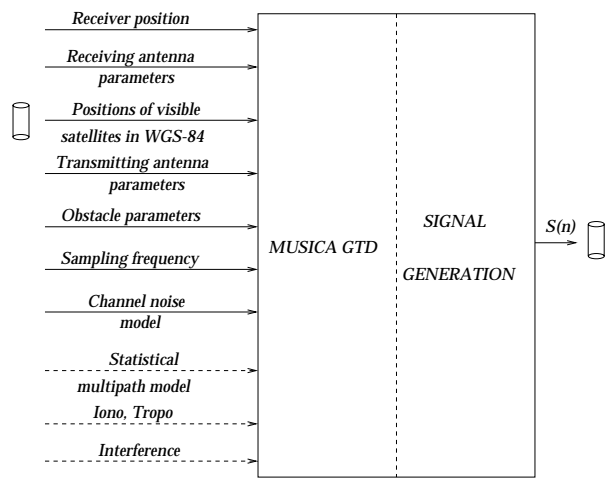 Receiver position
Receiving antenna
parameters
Positions of visible
satellites in WGS-84
Transmitting antenna
parameters
Obstacle parameters
Sampling frequency
Channel noise
model
Statistical
multipath model
Iono, Tropo
Interference
MUSICA GTD
SIGNAL
GENERATION
S(n)